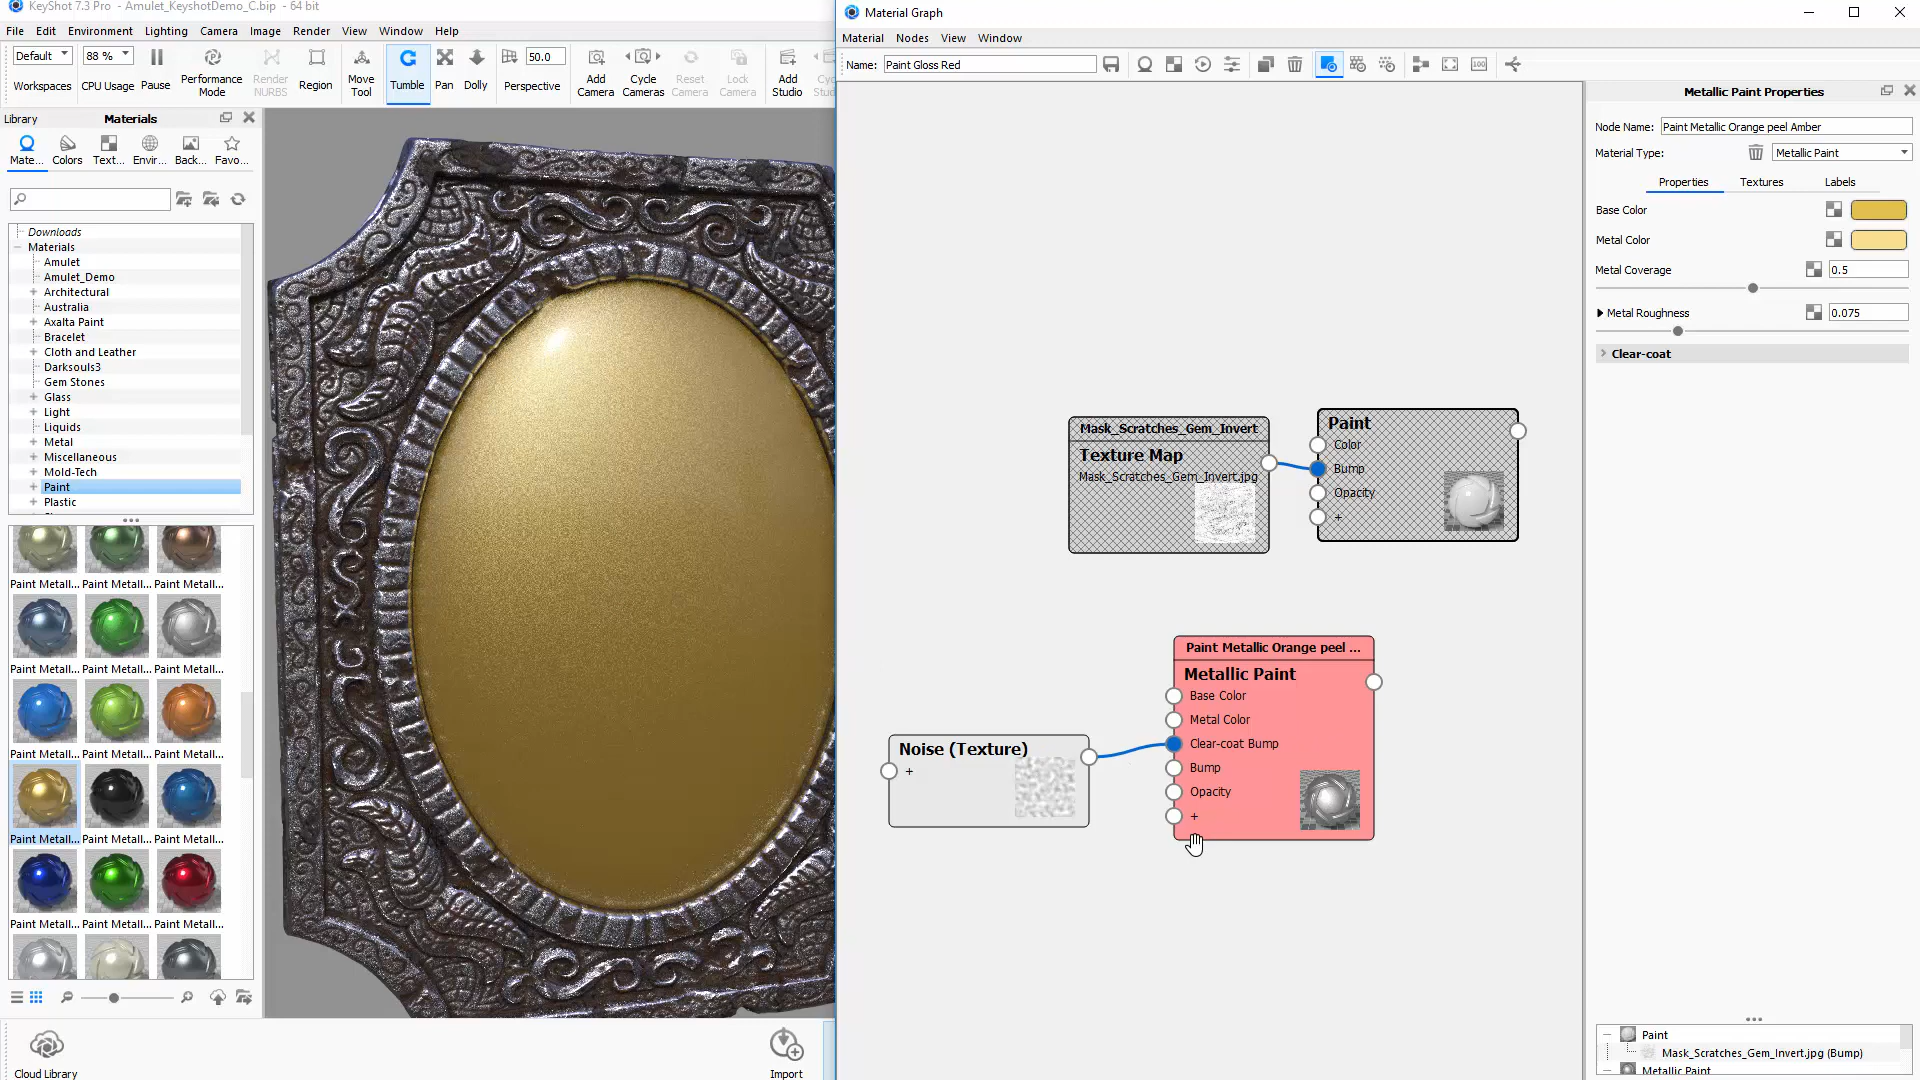 KeyShot 7.3 Pro - Amulet_KeyshotDemo_C.bip - 64 bit
File Edit Environment Lighting Camera Image Render View Window Help
Default
88 %
50.0
Workspaces
CPU Usage
Pause
Performance
Mode
Render
NURBS
Region
Move
Tool
Tumble
Pan
Dolly
Perspective
Add
Camera
Cycle
Cameras
Reset
Camera
Lock
Camera
Add
Studio
Library
Materials
Mate... Colors Text... Envir... Back... Favo...
Downloads
Materials
Amulet
Amulet_Demo
Architectural
Australia
Axalta Paint
Bracelet
Cloth and Leather
Darksouls3
Gem Stones
Glass
Light
Liquids
Metal
Miscellaneous
Mold-Tech
Paint
Plastic
Paint Metall... Paint Metall... Paint Metall...
Paint Metall... Paint Metall... Paint Metall...
Paint Metall... Paint Metall... Paint Metall...
Paint Metall... Paint Metall... Paint Metall...
Paint Metall... Paint Metall... Paint Metall...
Cloud Library
Import
Material Graph
Material Nodes View Window
Name: Paint Gloss Red
100
Mask_Scratches_Gem_Invert
Texture Map
Mask_Scratches_Gem_Invert.jpg
Paint
Color
Bump
Opacity
+
Paint Metallic Orange peel ...
Metallic Paint
Base Color
Metal Color
Clear-coat Bump
Bump
Opacity
+
Noise (Texture)
+
Metallic Paint Properties
Node Name: Paint Metallic Orange peel Amber
Material Type: Metallic Paint
Properties Textures Labels
Base Color
Metal Color
Metal Coverage 0.5
Metal Roughness 0.075
Clear-coat
Paint
Mask_Scratches_Gem_Invert.jpg (Bump)
Metallic Paint